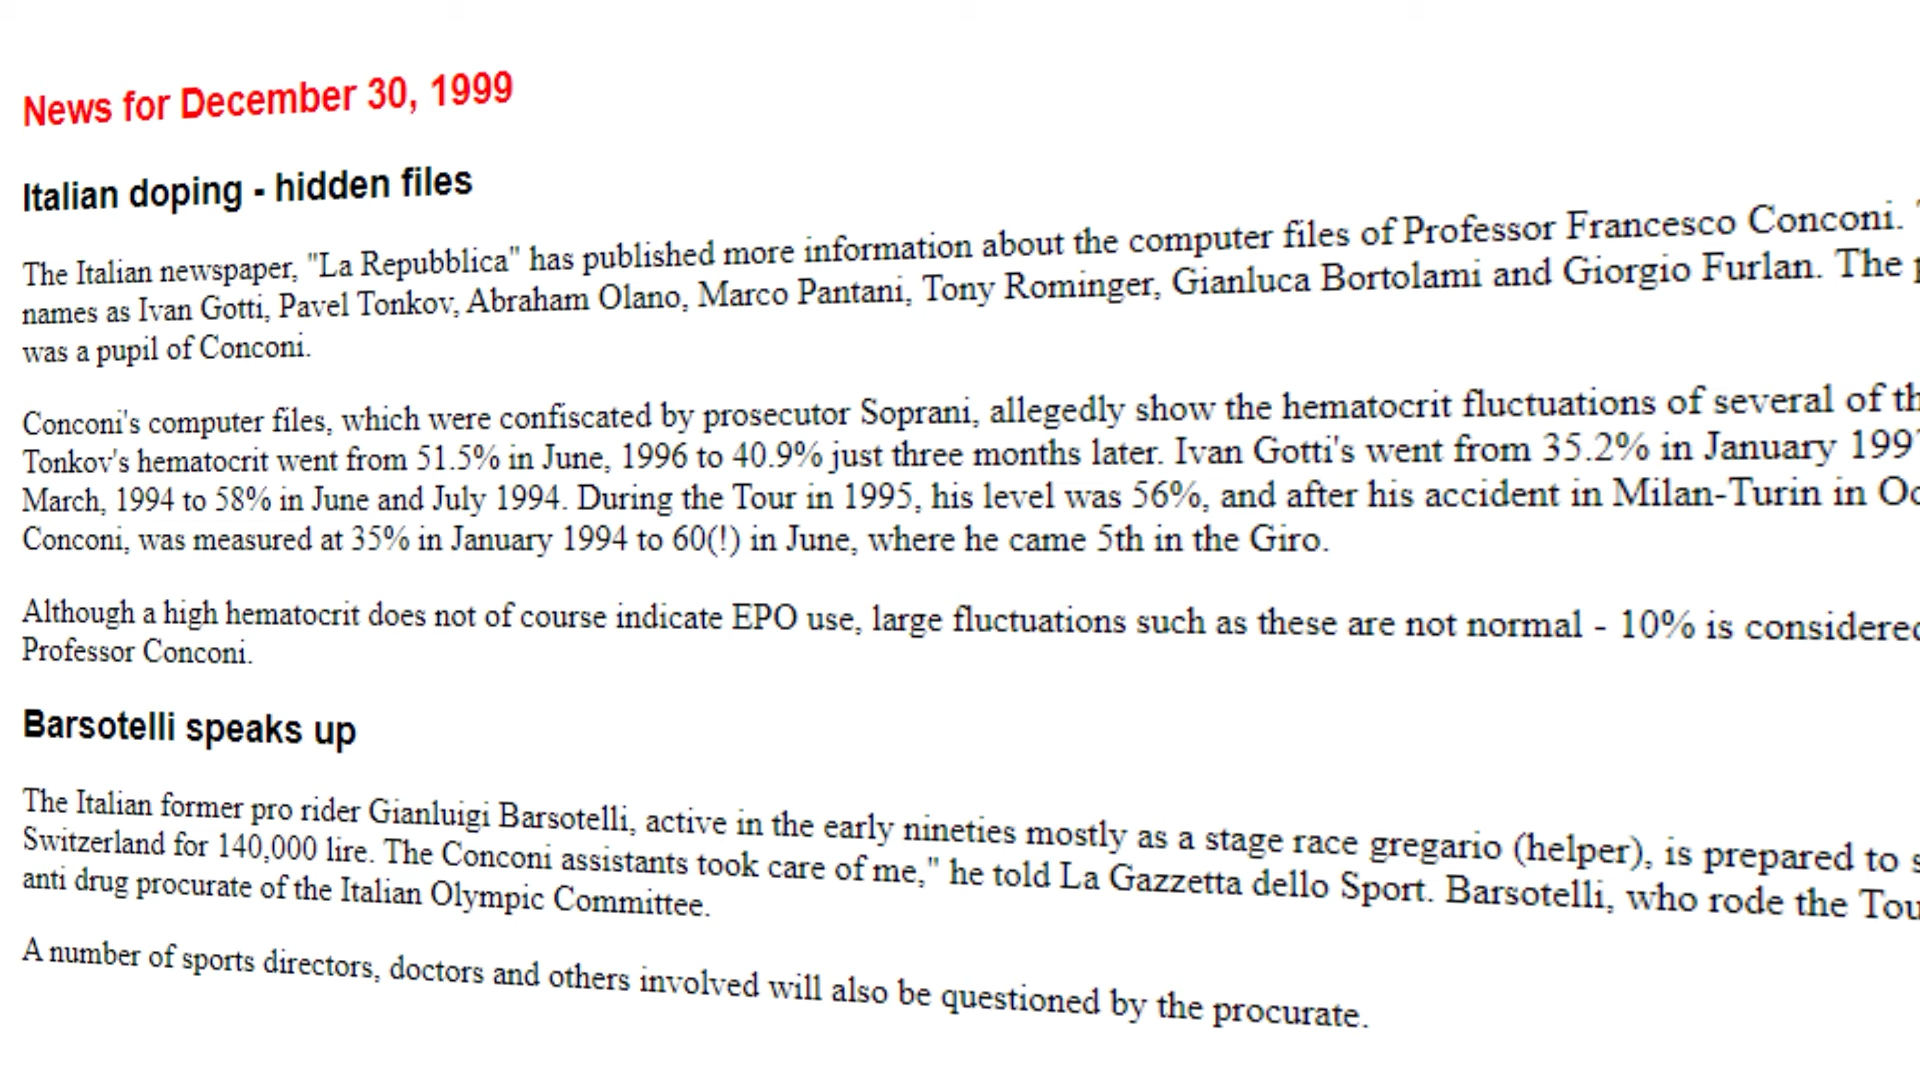 News for December 30, 1999
Italian doping - hidden files
The Italian newspaper, "La Repubblica" has published more information about the computer files of Professor Francesco Conconi.
names as Ivan Gotti, Pavel Tonkov, Abraham Olano, Marco Pantani, Tony Rominger, Gianluca Bortolami and Giorgio Furlan. The
was a pupil of Conconi.
Conconi's computer files, which were confiscated by prosecutor Soprani, allegedly show the hematocrit fluctuations of several of
Tonkov's hematocrit went from 51.5% in June, 1996 to 40.9% just three months later. Ivan Gotti's went from 35.2% in January
March, 1994 to 58% in June and July 1994. During the Tour in 1995, his level was 56%, and after his accident in Milan-Turin in
Conconi, was measured at 35% in January 1994 to 60(!) in June, where he came 5th in the Giro.
Although a high hematocrit does not of course indicate EPO use, large fluctuations such as these are not normal - 10% is considered
Professor Conconi.
Barsotelli speaks up
The Italian former pro rider Gianluigi Barsotelli, active in the early nineties mostly as a stage race gregario (helper), is prepared to
Switzerland for 140,000 lire. The Conconi assistants took care of me," he told La Gazzetta dello Sport. Barsotelli, who rode the
anti drug procurate of the Italian Olympic Committee.
A number of sports directors, doctors and others involved will also be questioned by the procurate.